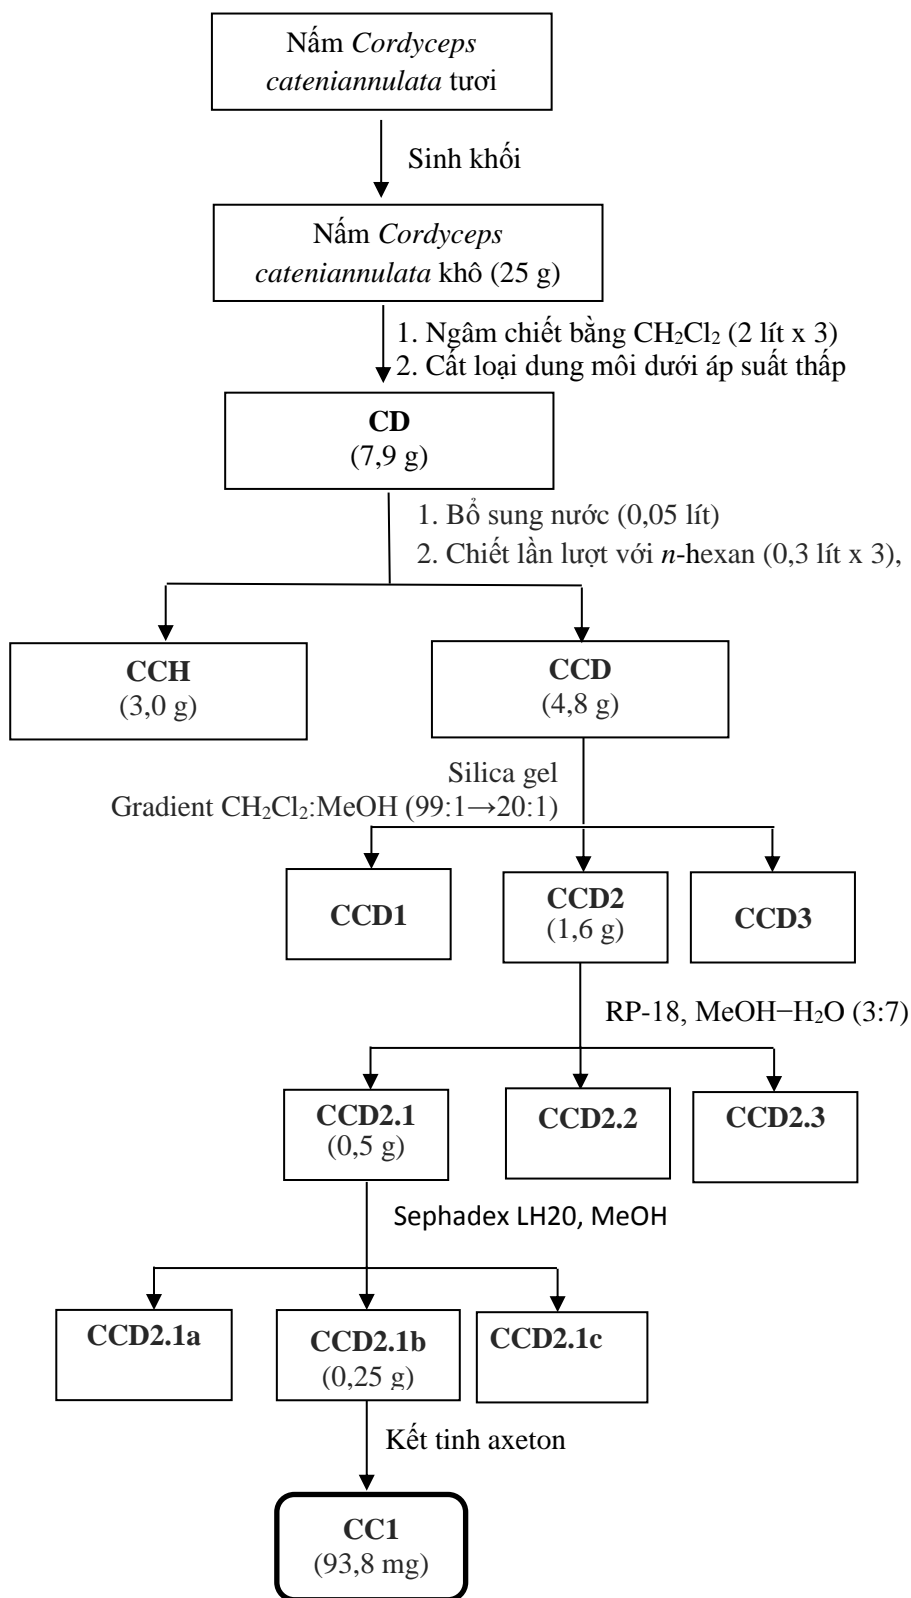 Nấm Cordyceps
cateniannulata tươi
Sinh khối
Nấm Cordyceps
cateniannulata khô (25 g)
1. Ngâm chiết bằng CH₂Cl₂ (2 lít x 3)
2. Cất loại dung môi dưới áp suất thấp
CD
(7,9 g)
1. Bổ sung nước (0,05 lít)
2. Chiết lần lượt với n-hexan (0,3 lít x 3),
CCH
(3,0 g)
CCD
(4,8 g)
Silica gel
Gradient CH₂Cl₂:MeOH (99:1→20:1)
CCD1
CCD2
(1,6 g)
CCD3
RP-18, MeOH−H₂O (3:7)
CCD2.1
(0,5 g)
CCD2.2
CCD2.3
Sephadex LH20, MeOH
CCD2.1a
CCD2.1b
(0,25 g)
CCD2.1c
Kết tinh axeton
CC1
(93,8 mg)